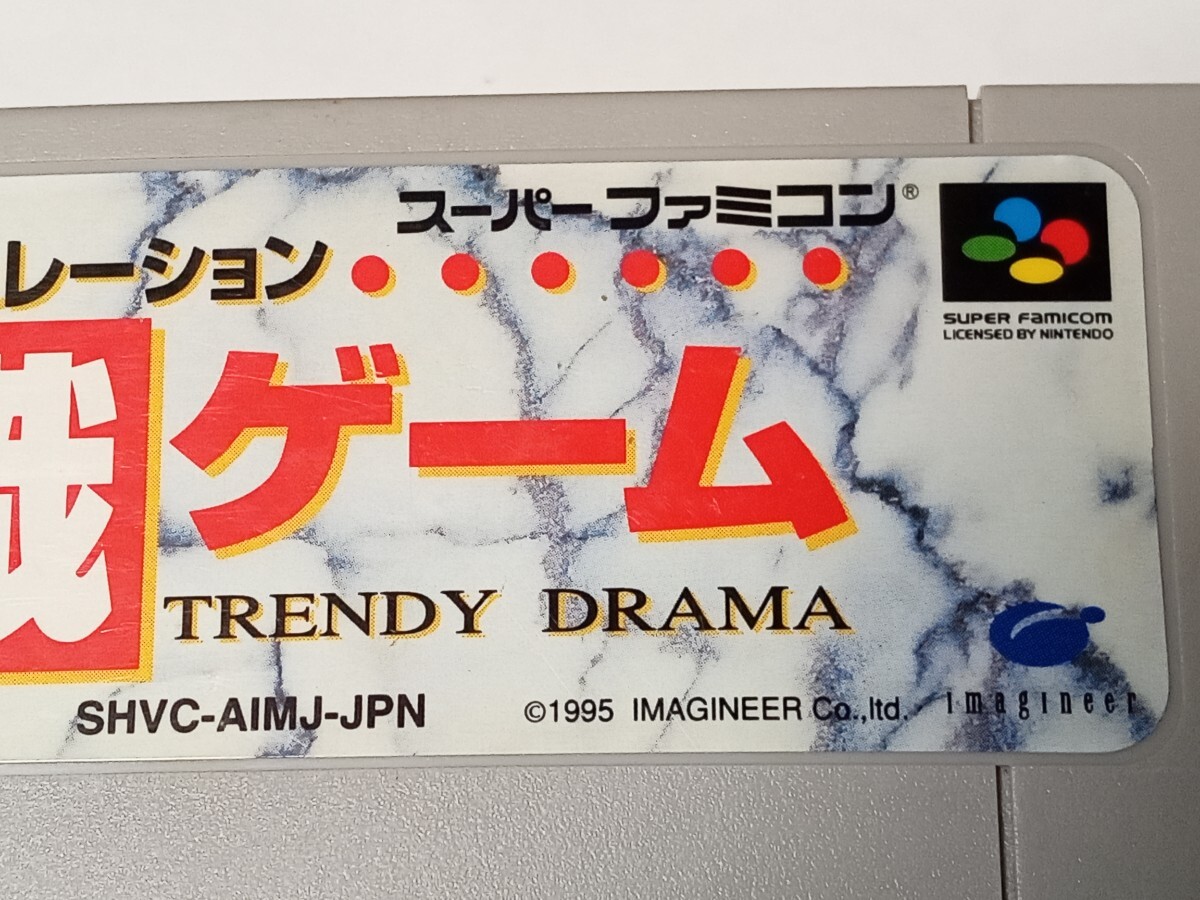 スーパーファミコン®
レーション
SUPER FAMICOM
LICENSED BY NINTENDO
ゲーム
TRENDY DRAMA
SHVC-AIMJ-JPN
©1995 IMAGINEER Co.,ltd.
imagineer